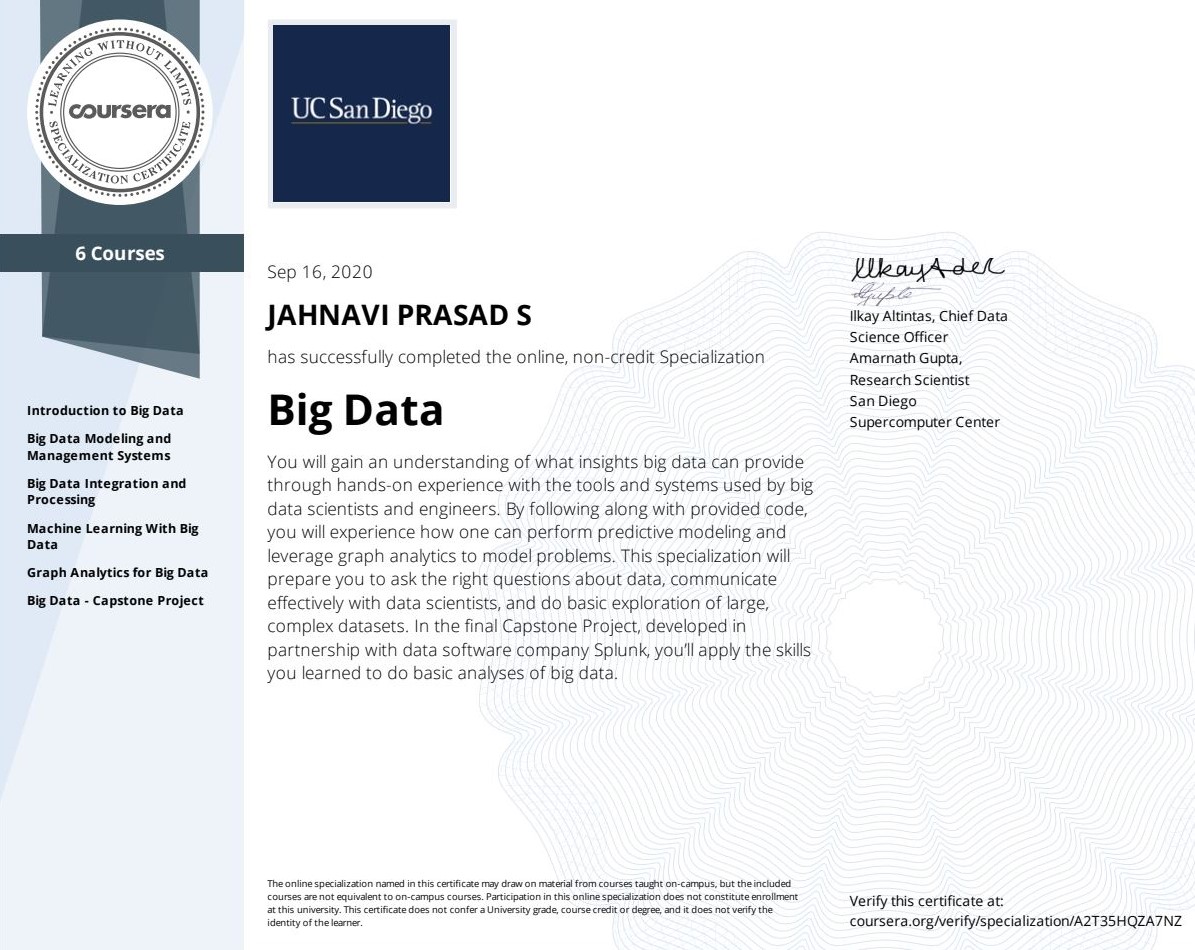 LEARNING WITHOUT LIMITS
coursera
SPECIALIZATION CERTIFICATE
6 Courses
Introduction to Big Data
Big Data Modeling and
Management Systems
Big Data Integration and
Processing
Machine Learning With Big
Data
Graph Analytics for Big Data
Big Data - Capstone Project
UC San Diego
Sep 16, 2020
JAHNAVI PRASAD S
has successfully completed the online, non-credit Specialization
Big Data
You will gain an understanding of what insights big data can provide
through hands-on experience with the tools and systems used by big
data scientists and engineers. By following along with provided code,
you will experience how one can perform predictive modeling and
leverage graph analytics to model problems. This specialization will
prepare you to ask the right questions about data, communicate
effectively with data scientists, and do basic exploration of large,
complex datasets. In the final Capstone Project, developed in
partnership with data software company Splunk, you'll apply the skills
you learned to do basic analyses of big data.
Ilkay Altintas, Chief Data
Science Officer
Amarnath Gupta,
Research Scientist
San Diego
Supercomputer Center
The online specialization named in this certificate may draw on material from courses taught on-campus, but the included
courses are not equivalent to on-campus courses. Participation in this online specialization does not constitute enrollment
at this university. This certificate does not confer a University grade, course credit or degree, and it does not verify the
identity of the learner.
Verify this certificate at:
coursera.org/verify/specialization/A2T35HQZA7NZ